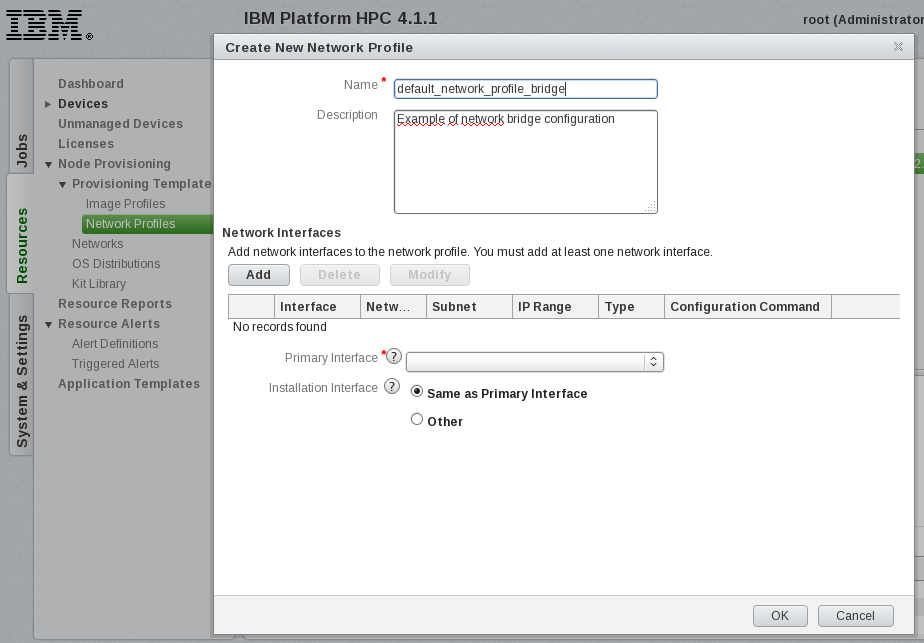 IBM®
IBM Platform HPC 4.1.1
root (Administrator
Jobs
Resources
System & Settings
Dashboard
Devices
Unmanaged Devices
Licenses
Node Provisioning
Provisioning Template
Image Profiles
Network Profiles
Networks
OS Distributions
Kit Library
Resource Reports
Resource Alerts
Alert Definitions
Triggered Alerts
Application Templates
Create New Network Profile
Name *
default_network_profile_bridge
Description
Example of network bridge configuration
Network Interfaces
Add network interfaces to the network profile. You must add at least one network interface.
Add Delete Modify
Interface Netw... Subnet IP Range Type Configuration Command
No records found
Primary Interface * ?
Installation Interface ?
Same as Primary Interface
Other
OK Cancel
2.